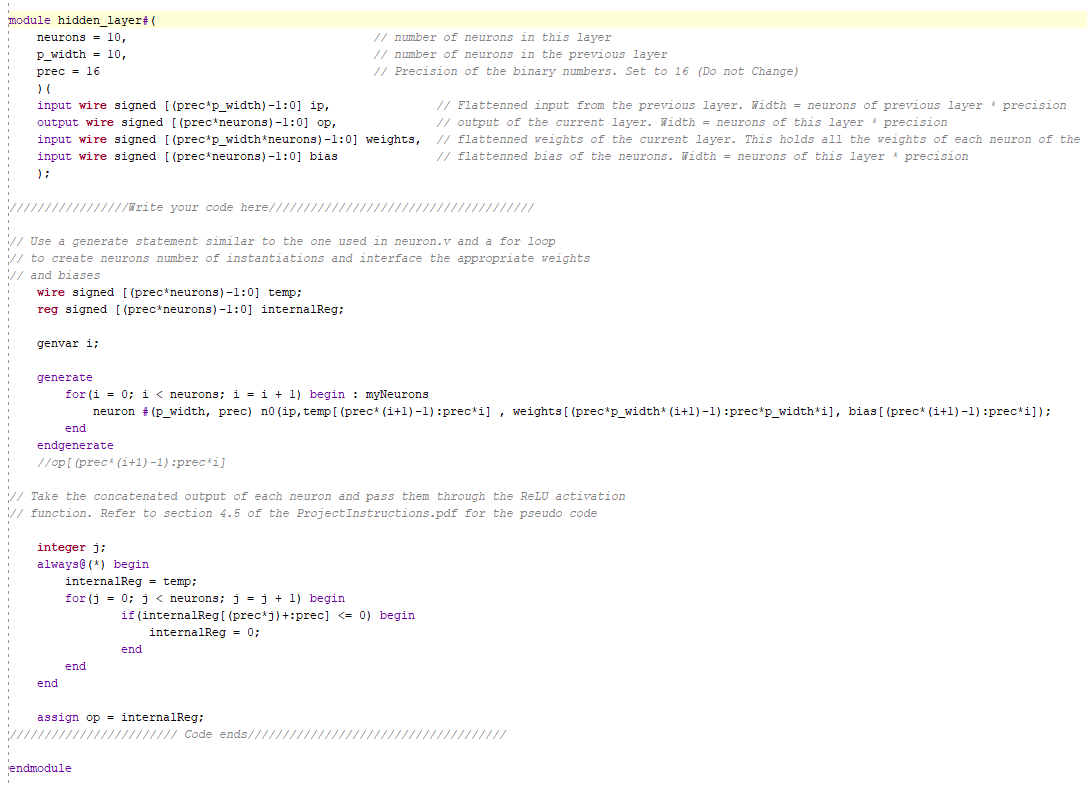 module hidden_layer#(
    neurons = 10,                                   // number of neurons in this layer
    p_width = 10,                                   // number of neurons in the previous layer
    prec = 16                                       // Precision of the binary numbers. Set to 16 (Do not Change)
    )(
    input wire signed [(prec*p_width)-1:0] ip,               // Flattenned input from the previous layer. Width = neurons of previous layer * precision
    output wire signed [(prec*neurons)-1:0] op,              // output of the current layer. Width = neurons of this layer * precision
    input wire signed [(prec*p_width*neurons)-1:0] weights,  // flattenned weights of the current layer. This holds all the weights of each neuron of the
    input wire signed [(prec*neurons)-1:0] bias              // flattenned bias of the neurons. Width = neurons of this layer * precision
    );
/////////////////Write your code here//////////////////////////////////////
// Use a generate statement similar to the one used in neuron.v and a for loop
// to create neurons number of instantiations and interface the appropriate weights
// and biases
    wire signed [(prec*neurons)-1:0] temp;
    reg signed [(prec*neurons)-1:0] internalReg;
    genvar i;
    generate
        for(i = 0; i < neurons; i = i + 1) begin : myNeurons
            neuron #(p_width, prec) n0(ip,temp[(prec*(i+1)-1):prec*i] , weights[(prec*p_width*(i+1)-1):prec*p_width*i], bias[(prec*(i+1)-1):prec*i]);
        end
    endgenerate
    //op[(prec*(i+1)-1):prec*i]
// Take the concatenated output of each neuron and pass them through the ReLU activation
// function. Refer to section 4.5 of the ProjectInstructions.pdf for the pseudo code
    integer j;
    always@(*) begin
        internalReg = temp;
        for(j = 0; j < neurons; j = j + 1) begin
                if(internalReg[(prec*j)+:prec] <= 0) begin
                    internalReg = 0;
                end
        end
    end
    assign op = internalReg;
//////////////////////// Code ends/////////////////////////////////////
endmodule